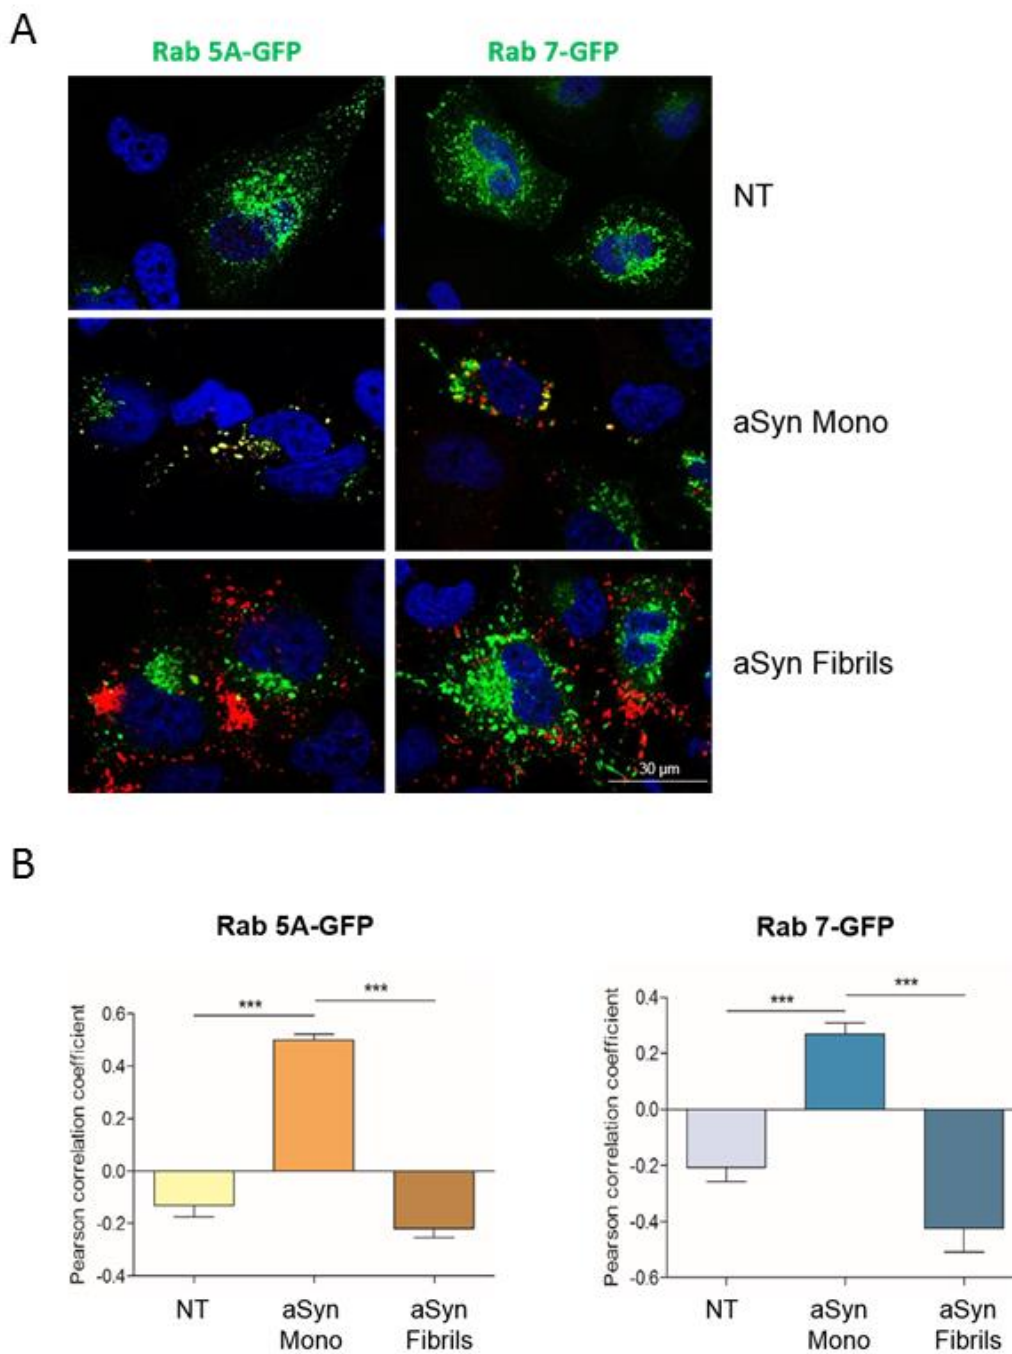 A
Rab 5A-GFP
Rab 7-GFP
NT
aSyn Mono
aSyn Fibrils
30 µm
B
Rab 5A-GFP
Pearson correlation coefficient
0.6
0.4
0.2
0.0
-0.2
-0.4
***
***
NT
aSyn
Mono
aSyn
Fibrils
Rab 7-GFP
Pearson correlation coefficient
0.4
0.2
0.0
-0.2
-0.4
-0.6
***
***
NT
aSyn
Mono
aSyn
Fibrils